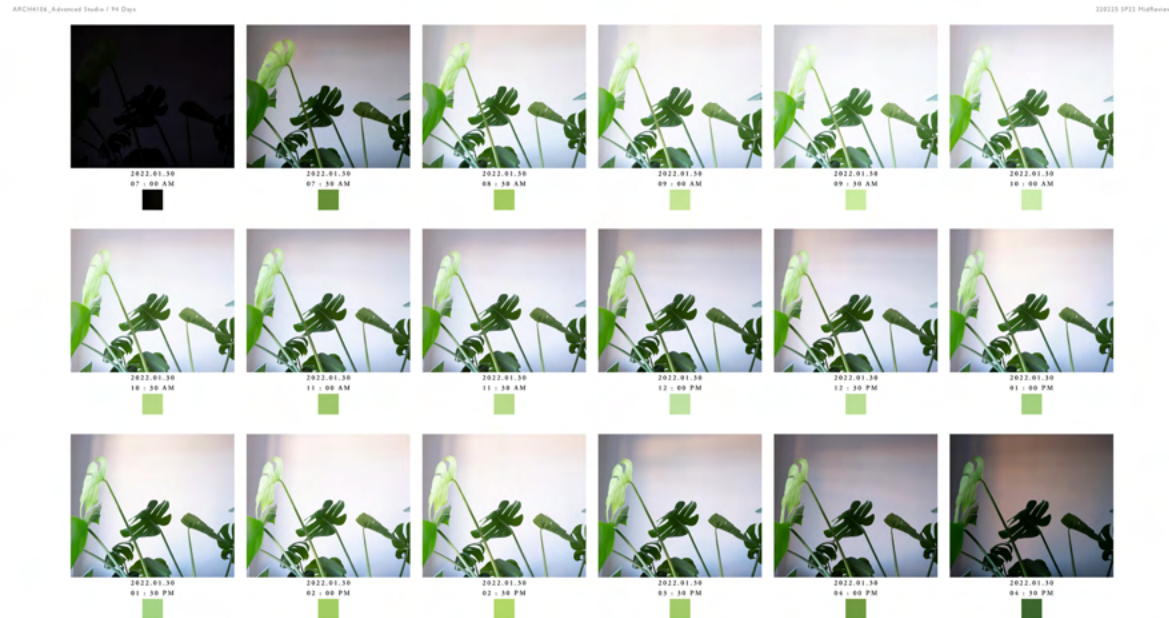 ARCH4106_Advanced Studio / 94 Days
220225 SP22 MidReview
2022.01.30
07 : 00 AM
2022.01.30
07 : 30 AM
2022.01.30
08 : 30 AM
2022.01.30
09 : 00 AM
2022.01.30
09 : 30 AM
2022.01.30
10 : 00 AM
2022.01.30
10 : 30 AM
2022.01.30
11 : 00 AM
2022.01.30
11 : 30 AM
2022.01.30
12 : 00 PM
2022.01.30
12 : 30 PM
2022.01.30
01 : 00 PM
2022.01.30
01 : 30 PM
2022.01.30
02 : 00 PM
2022.01.30
02 : 30 PM
2022.01.30
03 : 30 PM
2022.01.30
04 : 00 PM
2022.01.30
04 : 30 PM